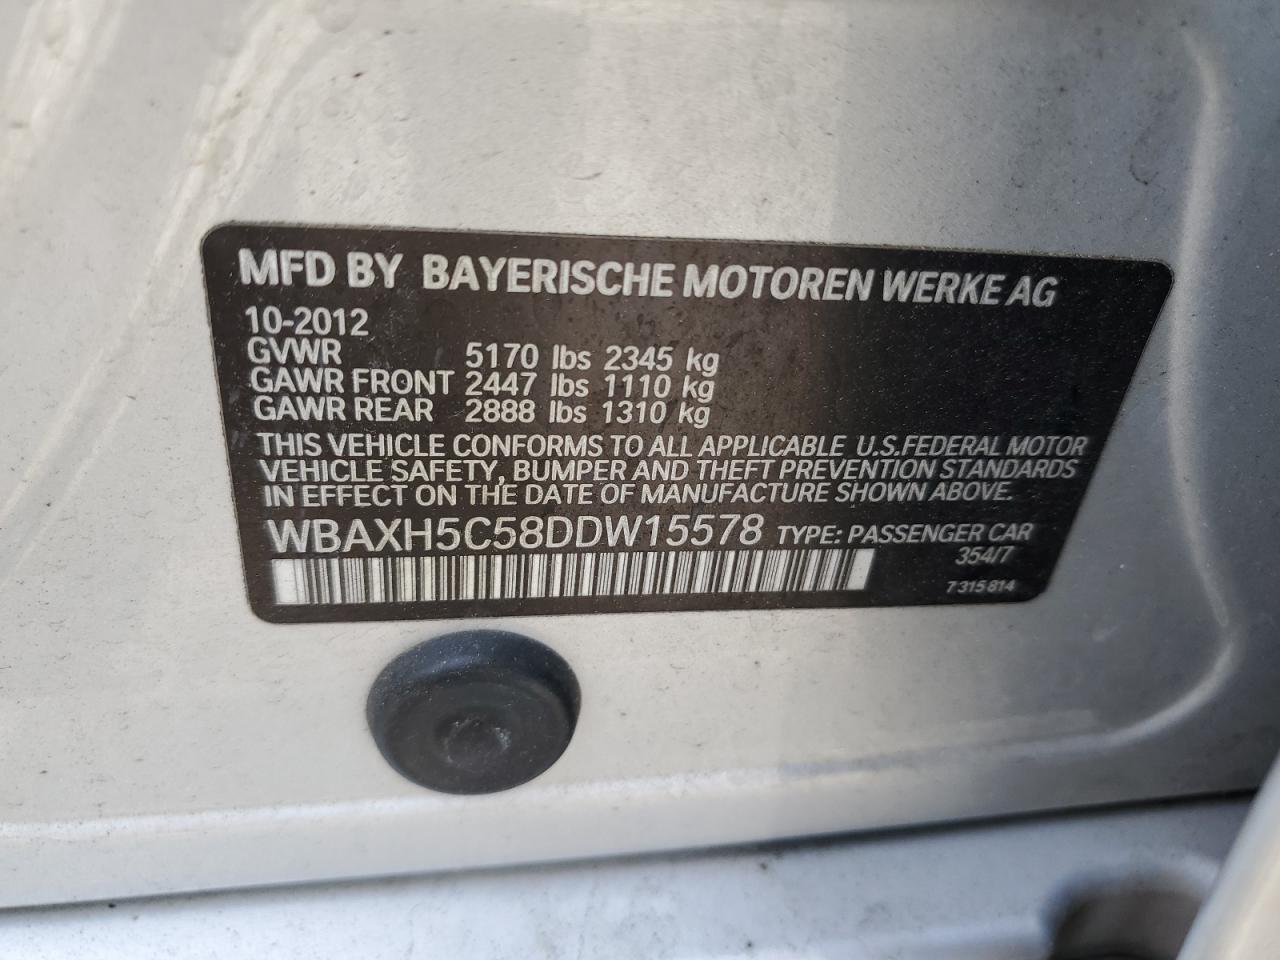 MFD BY BAYERISCHE MOTOREN WERKE AG
10-2012
GVWR 5170 lbs 2345 kg
GAWR FRONT 2447 lbs 1110 kg
GAWR REAR 2888 lbs 1310 kg
THIS VEHICLE CONFORMS TO ALL APPLICABLE U.S. FEDERAL MOTOR
VEHICLE SAFETY, BUMPER AND THEFT PREVENTION STANDARDS
IN EFFECT ON THE DATE OF MANUFACTURE SHOWN ABOVE.
WBAXH5C58DDW15578 TYPE: PASSENGER CAR
354/7
7 315 814